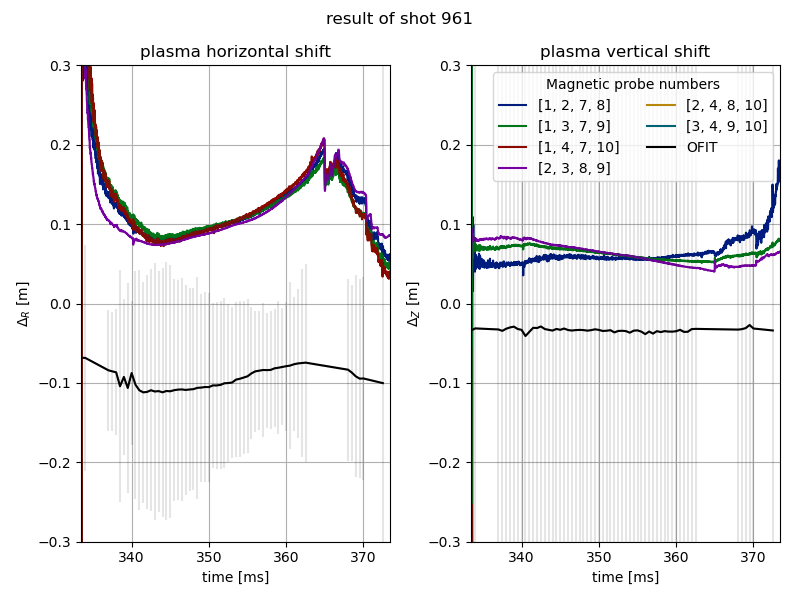 result of shot 961
plasma horizontal shift
0.3
0.2
0.1
0.0
−0.1
−0.2
−0.3
Δ_R [m]
340
350
360
370
time [ms]
plasma vertical shift
0.3
0.2
0.1
0.0
−0.1
−0.2
−0.3
Δ_Z [m]
340
350
360
370
time [ms]
Magnetic probe numbers
[1, 2, 7, 8]
[1, 3, 7, 9]
[1, 4, 7, 10]
[2, 3, 8, 9]
[2, 4, 8, 10]
[3, 4, 9, 10]
OFIT